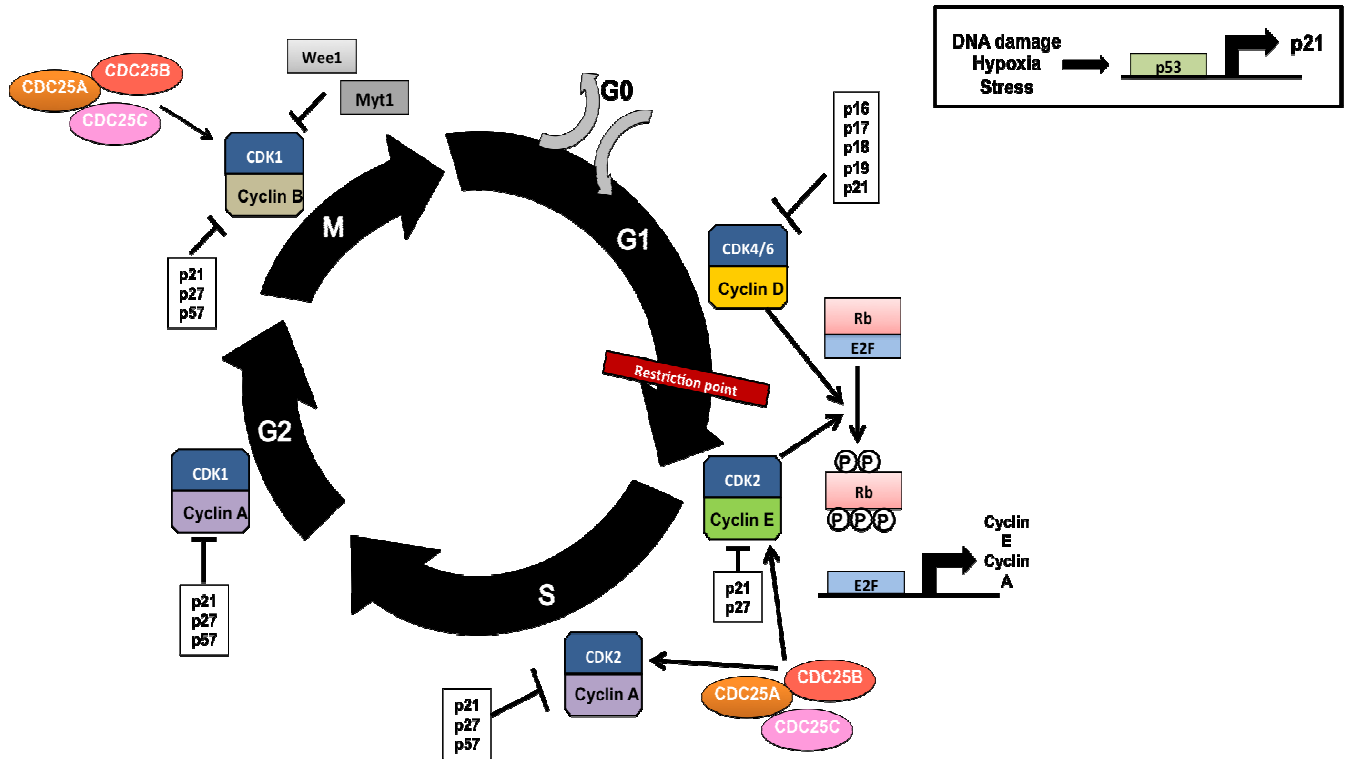 DNA damage
Hypoxia
Stress
p53
p21
Wee1
Myt1
CDC25A
CDC25B
CDC25C
CDK1
Cyclin B
p21
p27
p57
M
G0
G1
p16
p17
p18
p19
p21
CDK4/6
Cyclin D
Rb
E2F
Restriction point
P P
Rb
P P P
E2F
Cyclin
E
Cyclin
A
CDK2
Cyclin E
p21
p27
G2
CDK1
Cyclin A
p21
p27
p57
S
CDK2
Cyclin A
p21
p27
p57
CDC25A
CDC25B
CDC25C